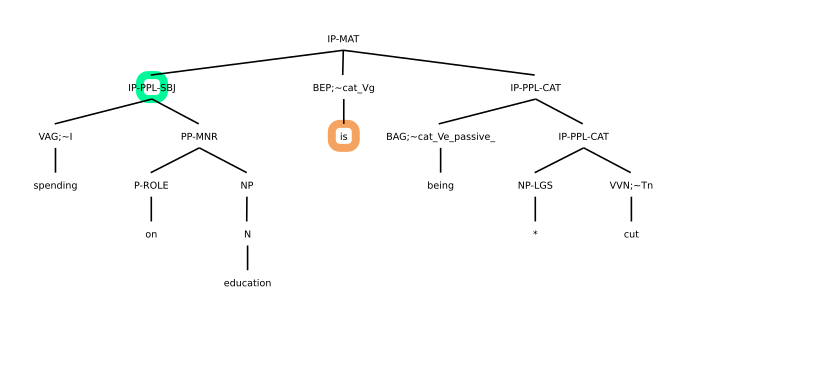 IP-MAT
IP-PPL-SBJ BEP;~cat_Vg IP-PPL-CAT
VAG;~I PP-MNR is BAG;~cat_Ve_passive_ IP-PPL-CAT
spending P-ROLE NP being NP-LGS VVN;~Tn
on N * cut
education